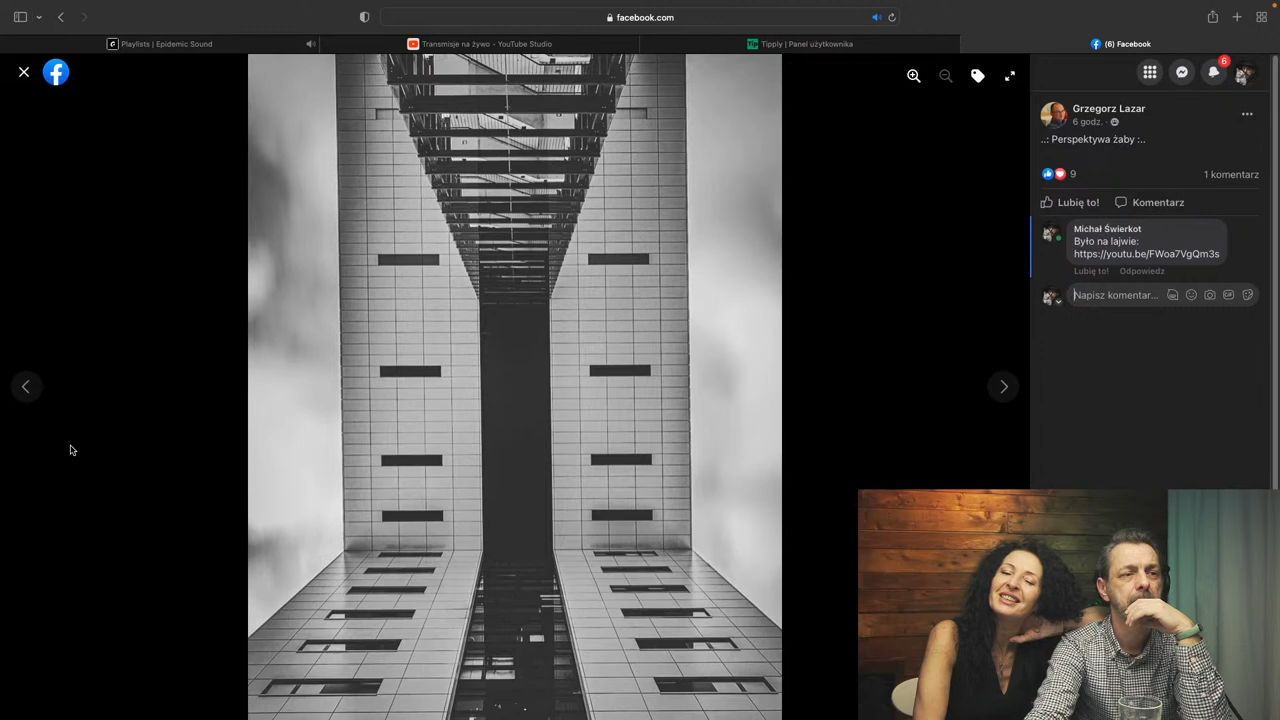 facebook.com
Playlists | Epidemic Sound
Transmisje na żywo - YouTube Studio
Tip
Tipply | Panel użytkownika
(6) Facebook
6
Grzegorz Lazar
6 godz.
..: Perspektywa żaby :..
9
1 komentarz
Lubię to!
Komentarz
Michał Świerkot
Było na lajwie:
https://youtu.be/FWoa7VgQm3s
Lubię to! Odpowiedz
Napisz komentar...